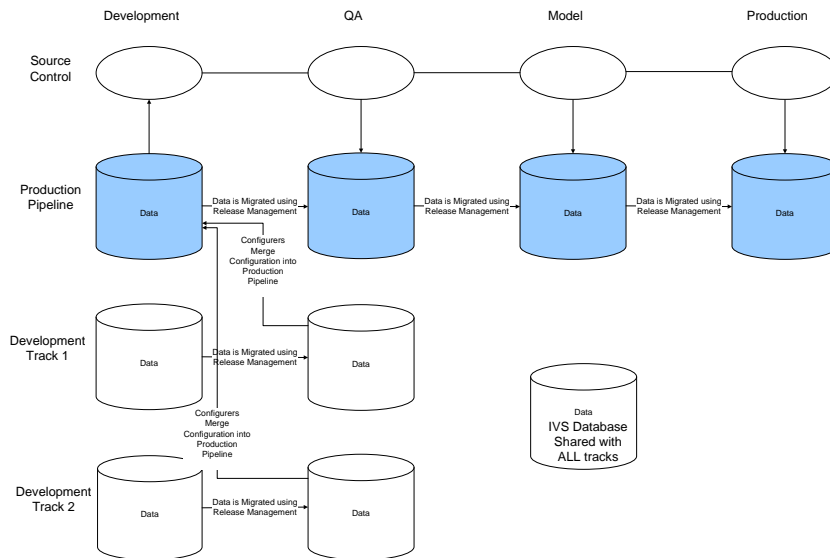 Development
QA
Model
Production
Source
Control
Production
Pipeline
Data
Data is Migrated using
Release Management
Data
Data is Migrated using
Release Management
Data
Data is Migrated using
Release Management
Data
Configurers
Merge
Configuration into
Production
Pipeline
Development
Track 1
Data
Data is Migrated using
Release Management
Data
Configurers
Merge
Configuration into
Production
Pipeline
Data
IVS Database
Shared with
ALL tracks
Development
Track 2
Data
Data is Migrated using
Release Management
Data